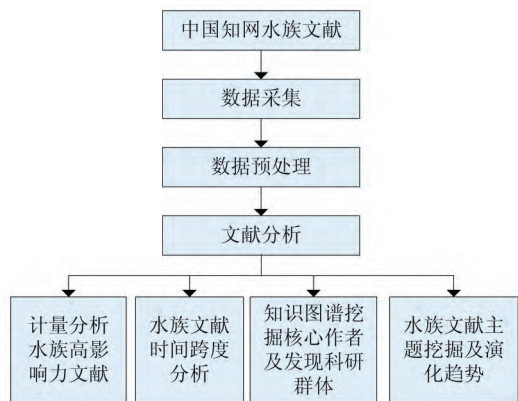 中国知网水族文献
数据采集
数据预处理
文献分析
计量分析
水族高影
响力文献
水族文献
时间跨度
分析
知识图谱挖
掘核心作者
及发现科研
群体
水族文献主
题挖掘及演
化趋势